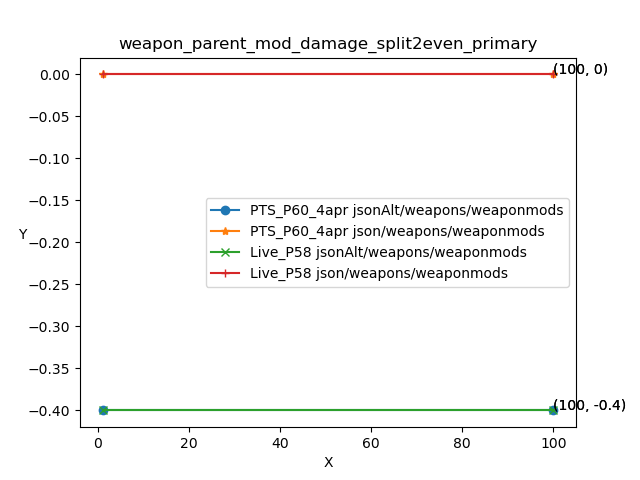 weapon_parent_mod_damage_split2even_primary
0.00
(100, 0)
−0.05
−0.10
−0.15
PTS_P60_4apr jsonAlt/weapons/weaponmods
PTS_P60_4apr json/weapons/weaponmods
Y
−0.20
Live_P58 jsonAlt/weapons/weaponmods
−0.25
Live_P58 json/weapons/weaponmods
−0.30
−0.35
−0.40
(100, -0.4)
0 20 40 60 80 100
X